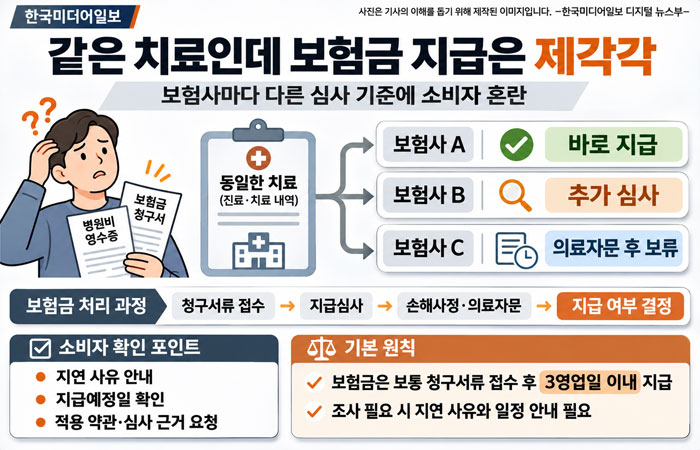 한국미디어일보
사진은 기사의 이해를 돕기 위해 제작된 이미지입니다. -한국미디어일보 디지털 뉴스부-
같은 치료인데 보험금 지급은 제각각
보험사마다 다른 심사 기준에 소비자 혼란
??
병원비
영수증
보험금
청구서
동일한 치료
(진료·치료 내역)
보험사 A
바로 지급
보험사 B
추가 심사
보험사 C
의료자문 후 보류
보험금 처리 과정
청구서류 접수
지급심사
손해사정·의료자문
지급 여부 결정
소비자 확인 포인트
지연 사유 안내
지급예정일 확인
적용 약관·심사 근거 요청
기본 원칙
보험금은 보통 청구서류 접수 후 3영업일 이내 지급
조사 필요 시 지연 사유와 일정 안내 필요